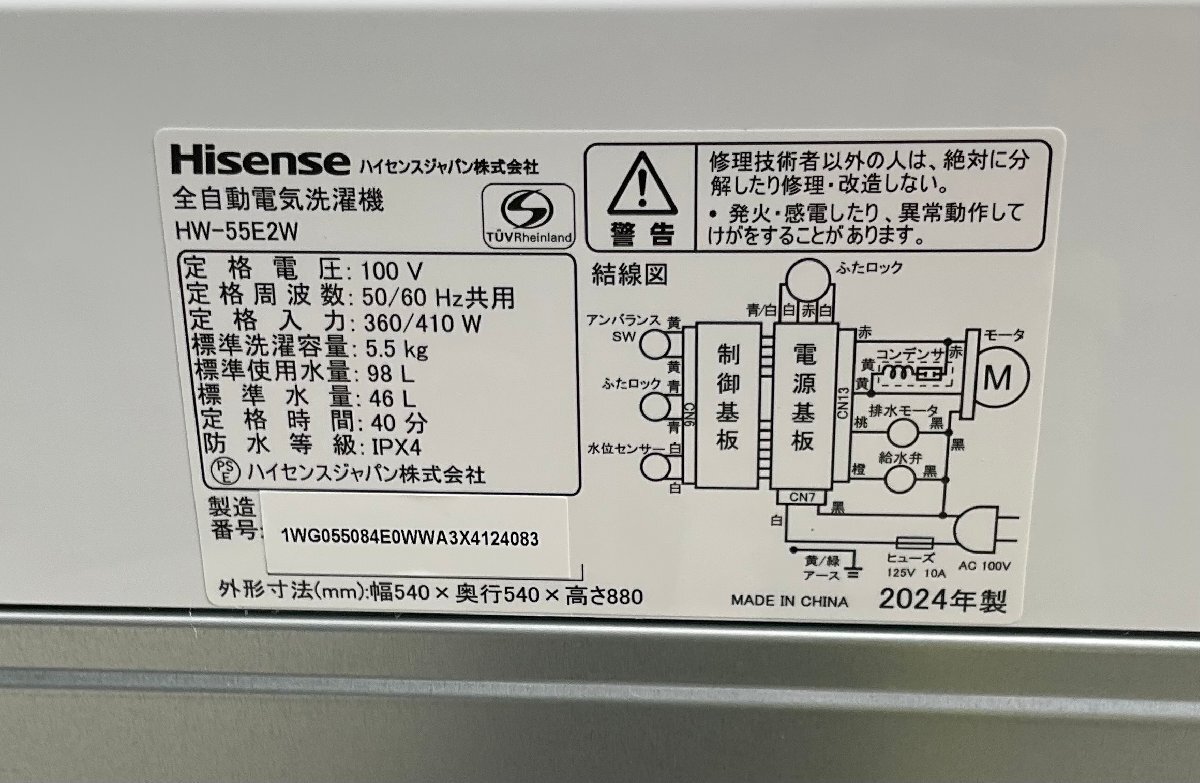 Hisense ハイセンスジャパン株式会社
全自動電気洗濯機
HW-55E2W
TÜVRheinland
警告
修理技術者以外の人は、絶対に分
解したり修理・改造しない。
・発火・感電したり、異常動作して
けがをすることがあります。
定格電圧: 100 V
定格周波数: 50/60 Hz共用
定格入力: 360/410 W
標準洗濯容量: 5.5 kg
標準使用水量: 98 L
標準水量: 46 L
定格時間: 40 分
防水等級: IPX4
PSE ハイセンスジャパン株式会社
製造
番号:
1WG055084E0WWA3X4124083
外形寸法(mm):幅540×奥行540×高さ880
結線図
ふたロック
青/白 白 赤 白
アンバランス
SW
黄
黄
ふたロック
青
青
水位センサー
白
白
CN6
制御基板
電源基板
CN13
CN7
赤
モータ
コンデンサ
赤
黄
黄
M
排水モータ
桃
黒
黒
給水弁
橙
黒
白
黒
黄/緑
アース
ヒューズ
125V 10A
AC 100V
MADE IN CHINA 2024年製